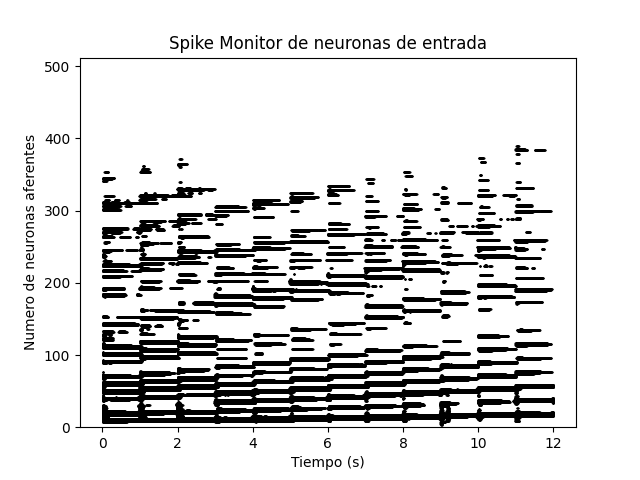 Spike Monitor de neuronas de entrada
Numero de neuronas aferentes
500
400
300
200
100
0
0 2 4 6 8 10 12
Tiempo (s)